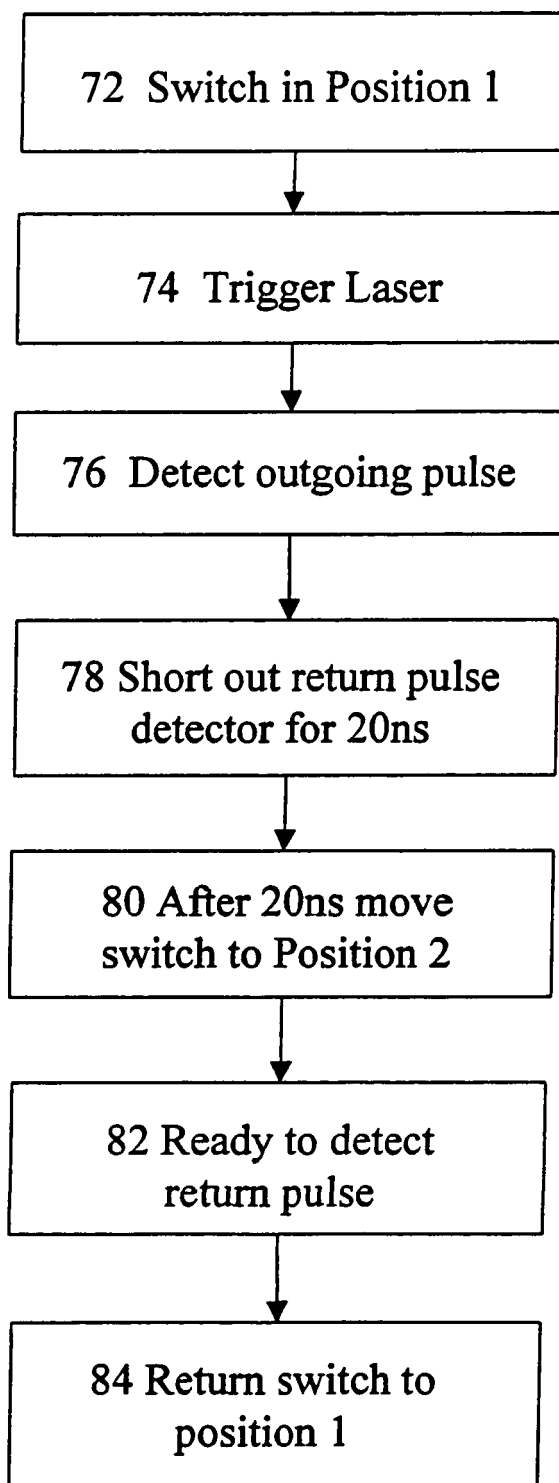 72 Switch in Position 1
74 Trigger Laser
76 Detect outgoing pulse
78 Short out return pulse
detector for 20ns
80 After 20ns move
switch to Position 2
82 Ready to detect
return pulse
84 Return switch to
position 1